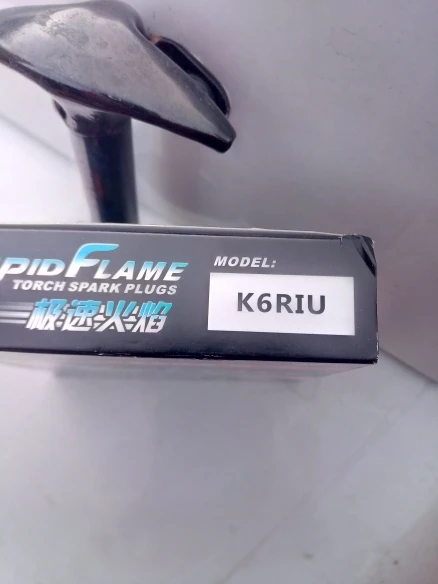 PIDFLAME
TORCH SPARK PLUGS
极速火焰
MODEL:
K6RIU